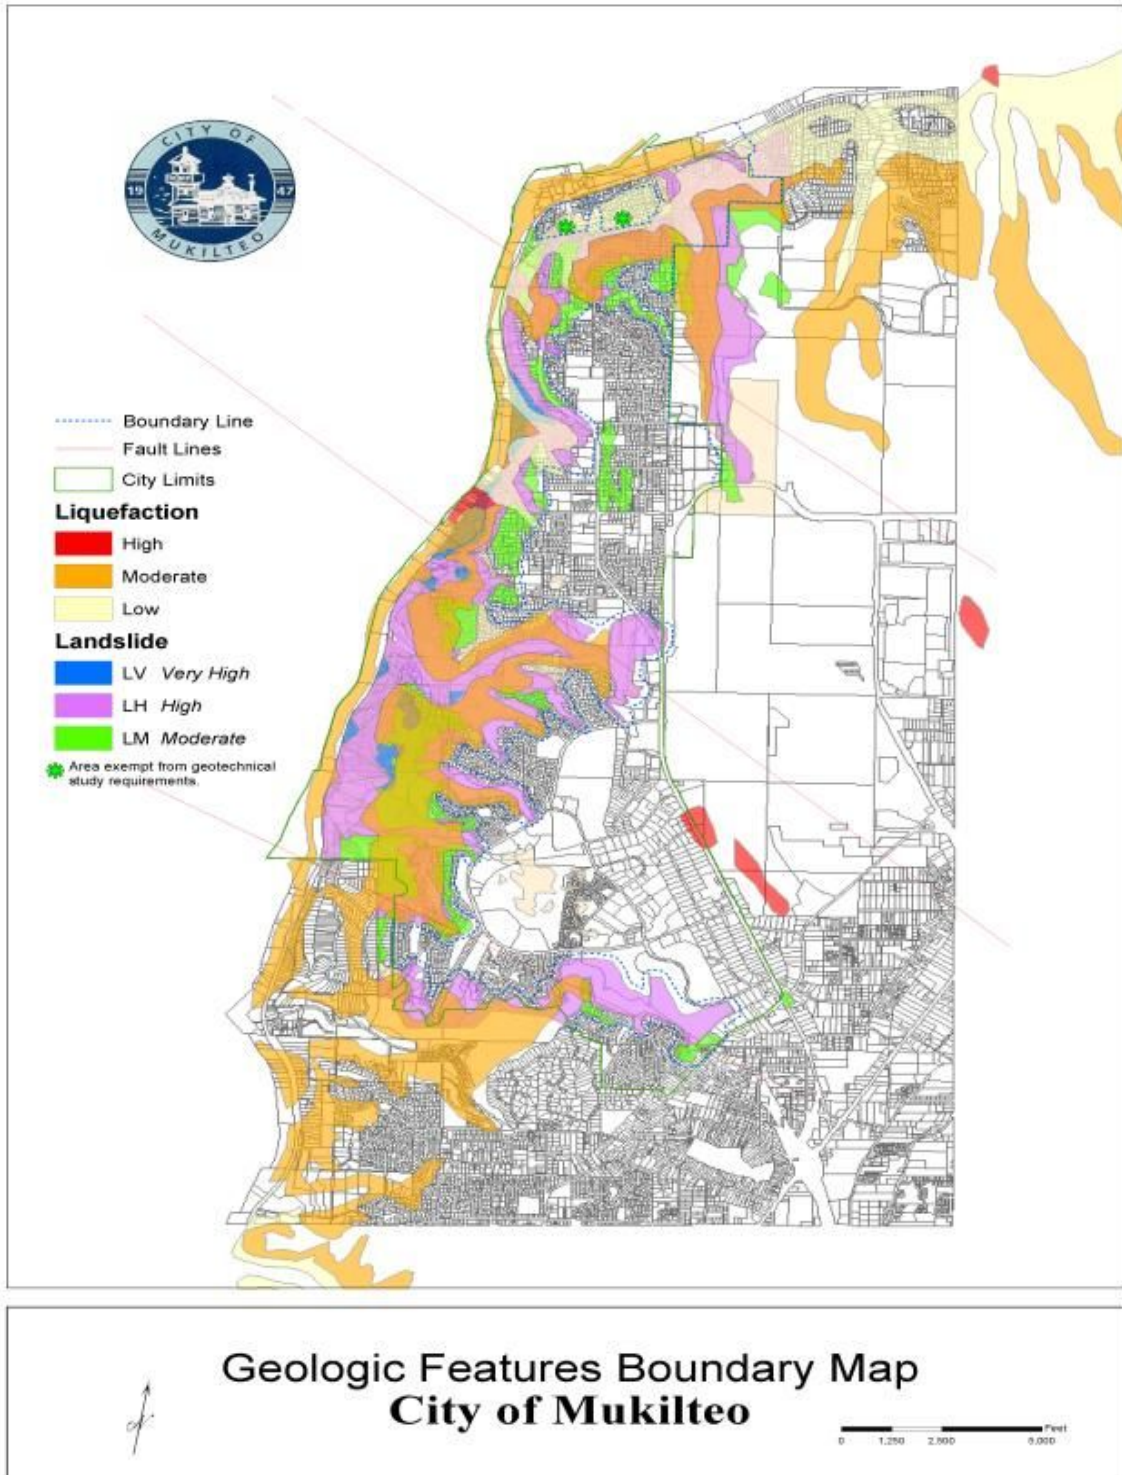 CITY OF
19 47
MUKILTEO
Boundary Line
Fault Lines
City Limits
Liquefaction
High
Moderate
Low
Landslide
LV Very High
LH High
LM Moderate
Area exempt from geotechnical
study requirements.
Geologic Features Boundary Map
City of Mukilteo
Feet
0 1,250 2,500 5,000